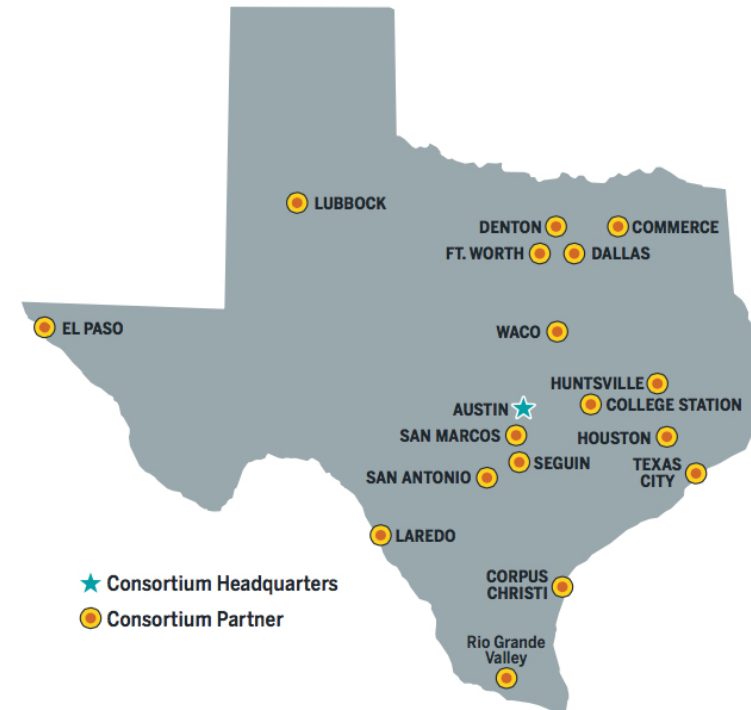 LUBBOCK
DENTON
COMMERCE
FT. WORTH
DALLAS
EL PASO
WACO
HUNTSVILLE
AUSTIN
COLLEGE STATION
SAN MARCOS
HOUSTON
SEGUIN
TEXAS
CITY
SAN ANTONIO
LAREDO
CORPUS
CHRISTI
Consortium Headquarters
Consortium Partner
Rio Grande
Valley